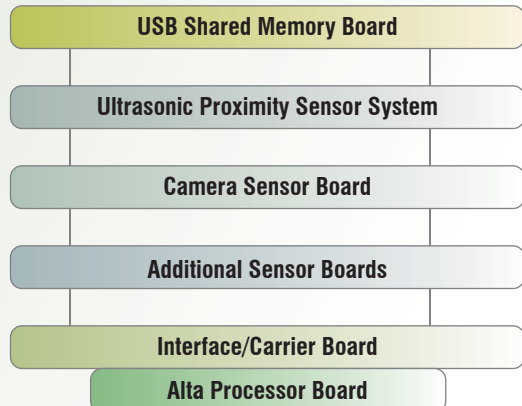 USB Shared Memory Board
Ultrasonic Proximity Sensor System
Camera Sensor Board
Additional Sensor Boards
Interface/Carrier Board
Alta Processor Board